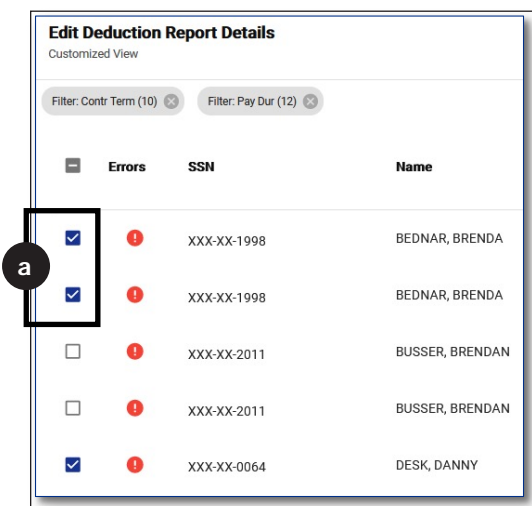 Edit Deduction Report Details
Customized View
Filter: Contr Term (10) Filter: Pay Dur (12)
Errors SSN Name
XXX-XX-1998 BEDNAR, BRENDA
a
XXX-XX-1998 BEDNAR, BRENDA
XXX-XX-2011 BUSSER, BRENDAN
XXX-XX-2011 BUSSER, BRENDAN
XXX-XX-0064 DESK, DANNY